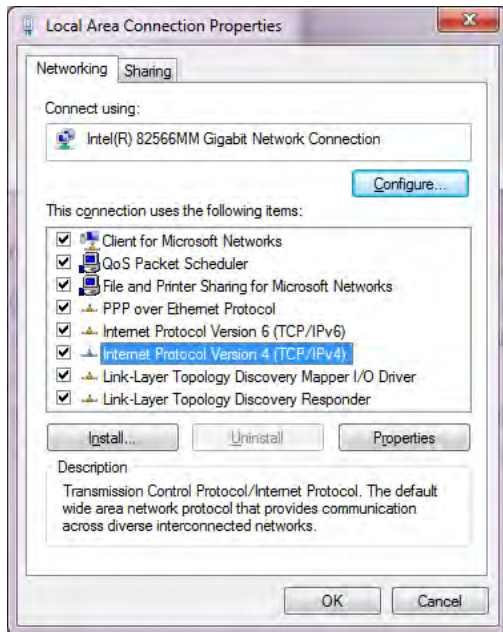 Local Area Connection Properties
Networking
Sharing
Connect using:
Intel(R) 82566MM Gigabit Network Connection
Configure...
This connection uses the following items:
Client for Microsoft Networks
QoS Packet Scheduler
File and Printer Sharing for Microsoft Networks
PPP over Ethernet Protocol
Internet Protocol Version 6 (TCP/IPv6)
Internet Protocol Version 4 (TCP/IPv4)
Link-Layer Topology Discovery Mapper I/O Driver
Link-Layer Topology Discovery Responder
Install...
Uninstall
Properties
Description
Transmission Control Protocol/Internet Protocol. The default
wide area network protocol that provides communication
across diverse interconnected networks.
OK
Cancel